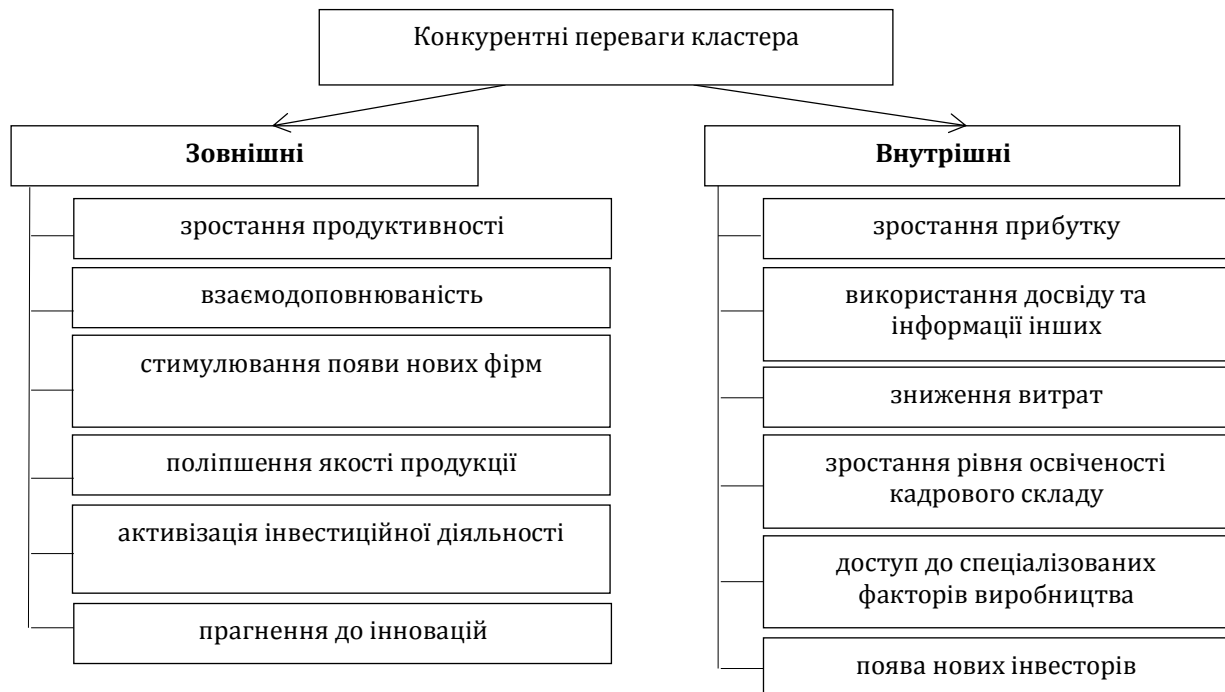 Конкурентні переваги кластера
Зовнішні
зростання продуктивності
взаємодоповнюваність
стимулювання появи нових фірм
поліпшення якості продукції
активізація інвестиційної діяльності
прагнення до інновацій
Внутрішні
зростання прибутку
використання досвіду та
інформації інших
зниження витрат
зростання рівня освіченості
кадрового складу
доступ до спеціалізованих
факторів виробництва
поява нових інвесторів